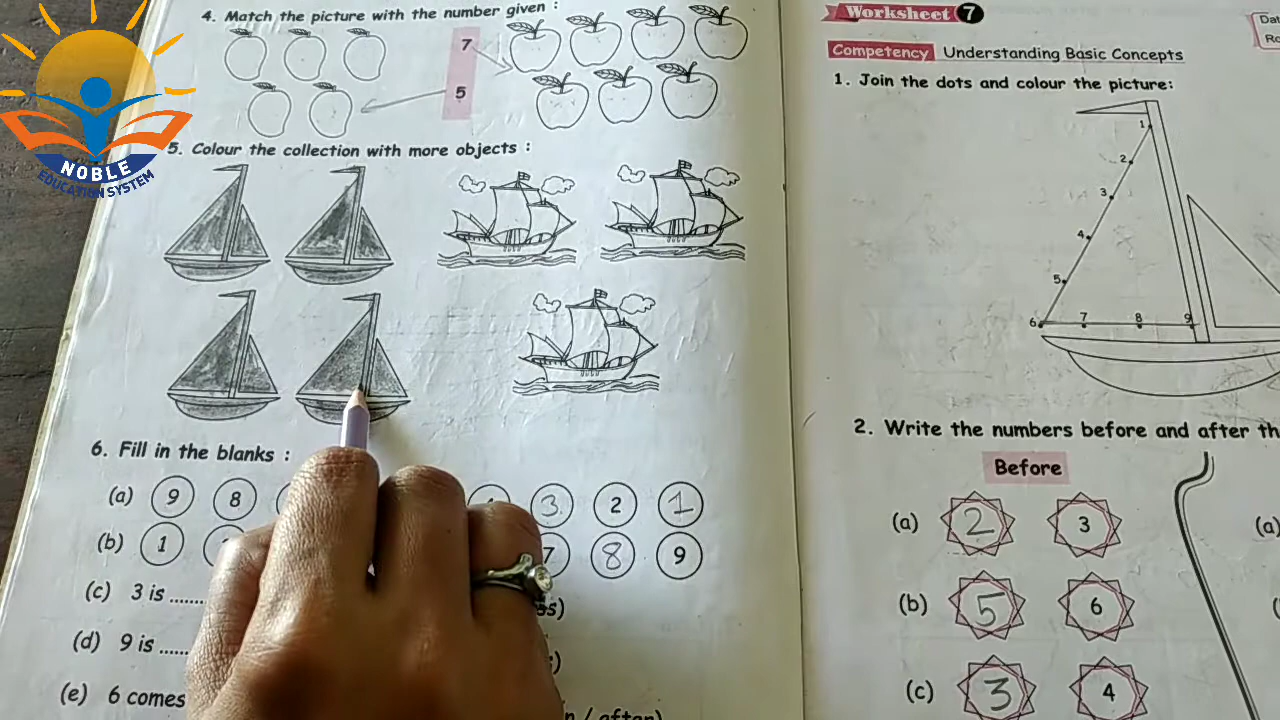 NOBLE
EDUCATION SYSTEM
4. Match the picture with the number given :
7
5
5. Colour the collection with more objects :
6. Fill in the blanks :
(a) 9 8 3 2 1
(b) 1 7 8 9
(c) 3 is .......
(d) 9 is .....
(e) 6 comes
/ after)
Worksheet 7
Competency Understanding Basic Concepts
1. Join the dots and colour the picture:
1
2
3
4
5
6 7 8 9
2. Write the numbers before and after th
Before
(a) 2 3
(b) 5 6
(c) 3 4
(a)